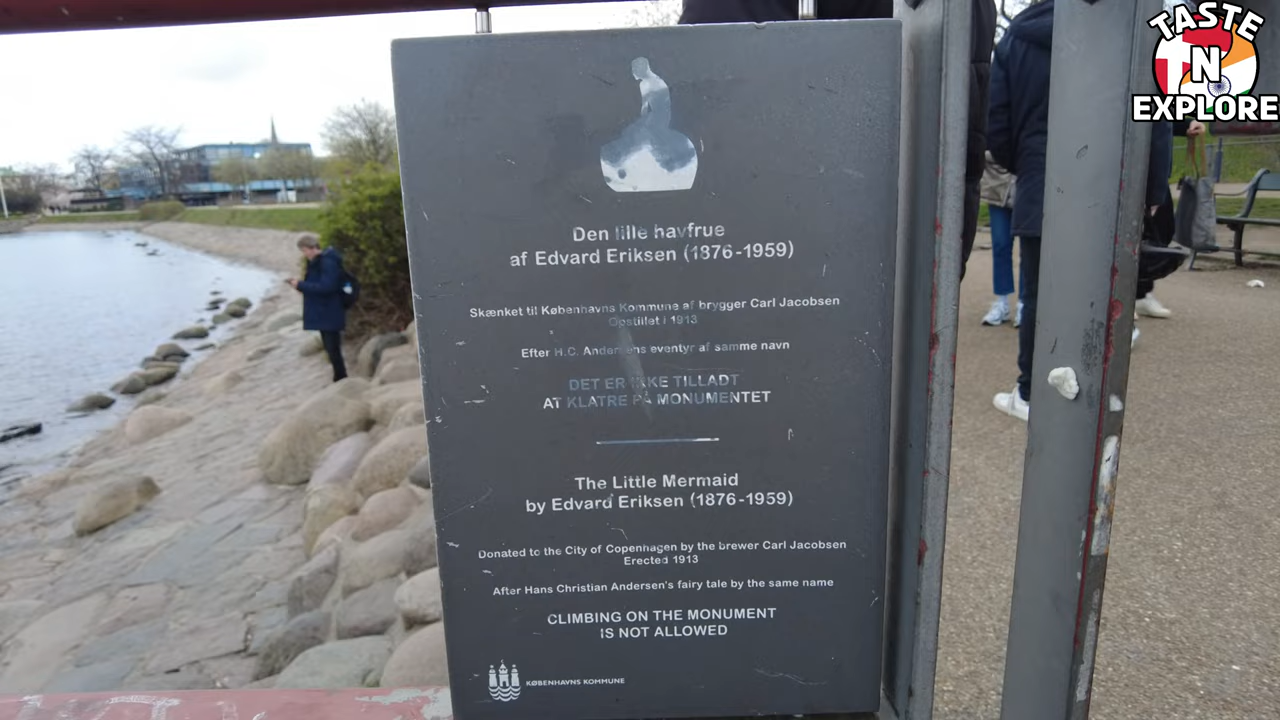 TASTE
N
EXPLORE
Den lille havfrue
af Edvard Eriksen (1876-1959)
Skænket til Københavns Kommune af brygger Carl Jacobsen
Opstillet i 1913
Efter H.C. Andersens eventyr af samme navn
DET ER IKKE TILLADT
AT KLATRE PÅ MONUMENTET
The Little Mermaid
by Edvard Eriksen (1876-1959)
Donated to the City of Copenhagen by the brewer Carl Jacobsen
Erected 1913
After Hans Christian Andersen's fairy tale by the same name
CLIMBING ON THE MONUMENT
IS NOT ALLOWED
KØBENHAVNS KOMMUNE